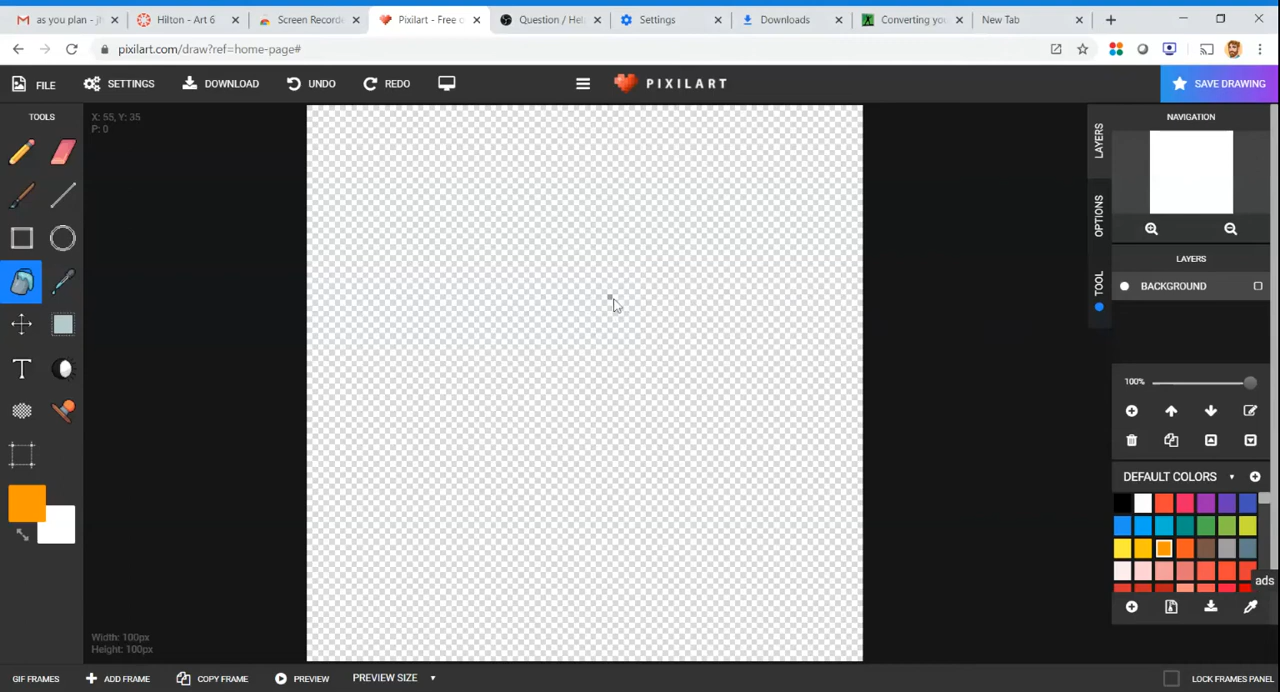 as you plan - jh
Hilton - Art 6
Screen Recorde
Pixilart - Free o
Question / Hel
Settings
Downloads
Converting you
New Tab
pixilart.com/draw?ref=home-page#
FILE
SETTINGS
DOWNLOAD
UNDO
REDO
PIXILART
SAVE DRAWING
TOOLS
X: 55, Y: 35
P: 0
LAYERS
OPTIONS
TOOL
NAVIGATION
LAYERS
BACKGROUND
100%
DEFAULT COLORS
ads
Width: 100px
Height: 100px
GIF FRAMES
ADD FRAME
COPY FRAME
PREVIEW
PREVIEW SIZE
LOCK FRAMES PANEL